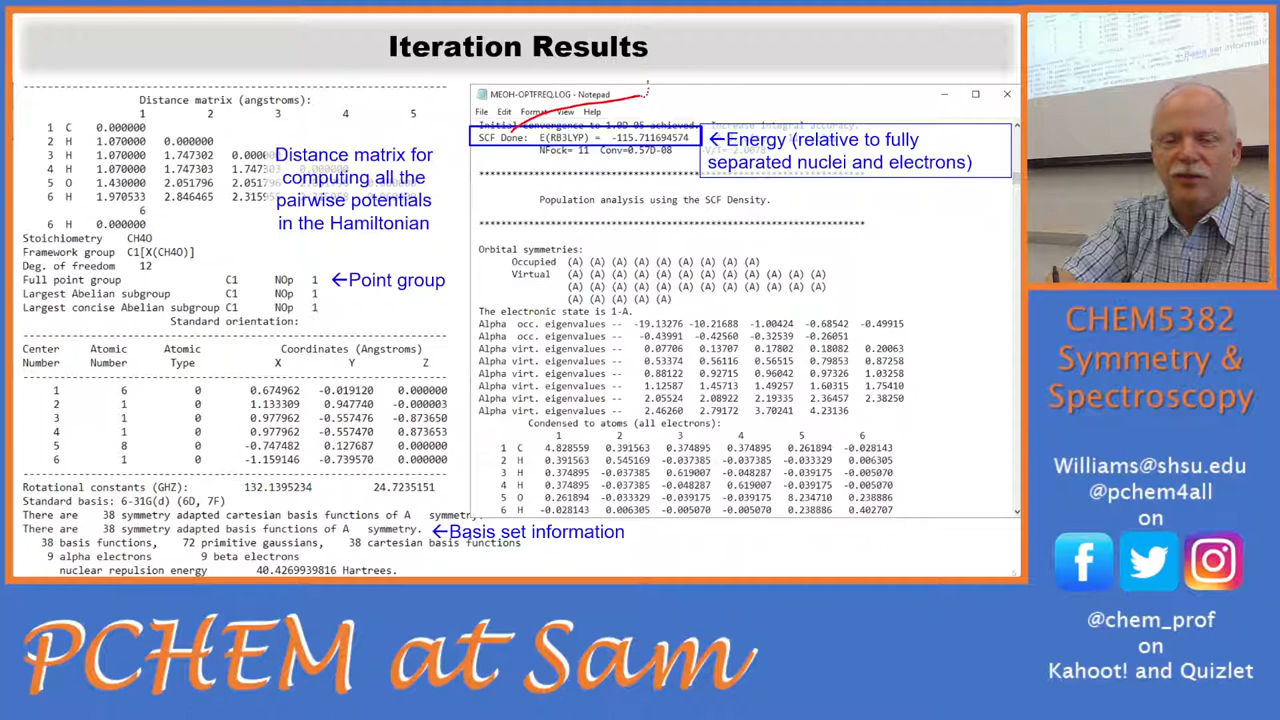 Iteration Results
Distance matrix (angstroms):
1 2 3 4 5
1 C 0.000000
2 H 1.070000 0.000000
3 H 1.070000 1.747302 0.0000
4 H 1.070000 1.747303 1.747303
5 O 1.430000 2.051796 2.051796
6 H 1.970533 2.846465 2.315955
6
6 H 0.000000
Distance matrix for
computing all the
pairwise potentials
in the Hamiltonian
Stoichiometry CH4O
Framework group C1[X(CH4O)]
Deg. of freedom 12
Full point group C1 NOp 1
←Point group
Largest Abelian subgroup C1 NOp 1
Largest concise Abelian subgroup C1 NOp 1
Standard orientation:
Center Atomic Atomic Coordinates (Angstroms)
Number Number Type X Y Z
1 6 0 0.674962 -0.019120 0.000000
2 1 0 1.133309 0.947740 -0.000003
3 1 0 0.977962 -0.557476 -0.873650
4 1 0 0.977962 -0.557474 0.873653
5 8 0 -0.747482 0.127687 0.000000
6 1 0 -1.159146 -0.739570 0.000000
Rotational constants (GHZ): 132.1395234 24.7235151
Standard basis: 6-31G(d) (6D, 7F)
There are 38 symmetry adapted cartesian basis functions of A symmetry.
There are 38 symmetry adapted basis functions of A symmetry.
←Basis set information
38 basis functions, 72 primitive gaussians, 38 cartesian basis functions
9 alpha electrons 9 beta electrons
nuclear repulsion energy 40.4269939816 Hartrees.
MEOH-OPTFREQ.LOG - Notepad
File Edit Format View Help
Initial convergence to 1.0D-05 achieved. Increase integral accuracy.
SCF Done: E(RB3LYP) = -115.711694574
←Energy (relative to fully
separated nuclei and electrons)
NFock= 11 Conv=0.57D-08 -V/T= 2.0078
Population analysis using the SCF Density.
Orbital symmetries:
Occupied (A) (A) (A) (A) (A) (A) (A) (A) (A)
Virtual (A) (A) (A) (A) (A) (A) (A) (A) (A) (A) (A) (A)
(A) (A) (A) (A) (A) (A) (A) (A) (A) (A) (A) (A)
(A) (A) (A) (A) (A)
The electronic state is 1-A.
Alpha occ. eigenvalues -- -19.13276 -10.21688 -1.00424 -0.68542 -0.49915
Alpha occ. eigenvalues -- -0.43991 -0.42560 -0.32539 -0.26051
Alpha virt. eigenvalues -- 0.07706 0.13707 0.17802 0.18082 0.20063
Alpha virt. eigenvalues -- 0.53374 0.56116 0.56515 0.79853 0.87258
Alpha virt. eigenvalues -- 0.88122 0.92715 0.96042 0.97326 1.03258
Alpha virt. eigenvalues -- 1.12587 1.45713 1.49257 1.60315 1.75410
Alpha virt. eigenvalues -- 2.05524 2.08922 2.19335 2.36457 2.38250
Alpha virt. eigenvalues -- 2.46260 2.79172 3.70241 4.23136
Condensed to atoms (all electrons):
1 2 3 4 5 6
1 C 4.828559 0.391563 0.374895 0.374895 0.261894 -0.028143
2 H 0.391563 0.545169 -0.037385 -0.037385 -0.033329 0.006305
3 H 0.374895 -0.037385 0.619007 -0.048287 -0.039175 -0.005070
4 H 0.374895 -0.037385 -0.048287 0.619007 -0.039175 -0.005070
5 O 0.261894 -0.033329 -0.039175 -0.039175 8.234710 0.238886
6 H -0.028143 0.006305 -0.005070 -0.005070 0.238886 0.402707
5
CHEM5382
Symmetry &
Spectroscopy
Williams@shsu.edu
@pchem4all
on
@chem_prof
on
Kahoot! and Quizlet
PCHEM at Sam